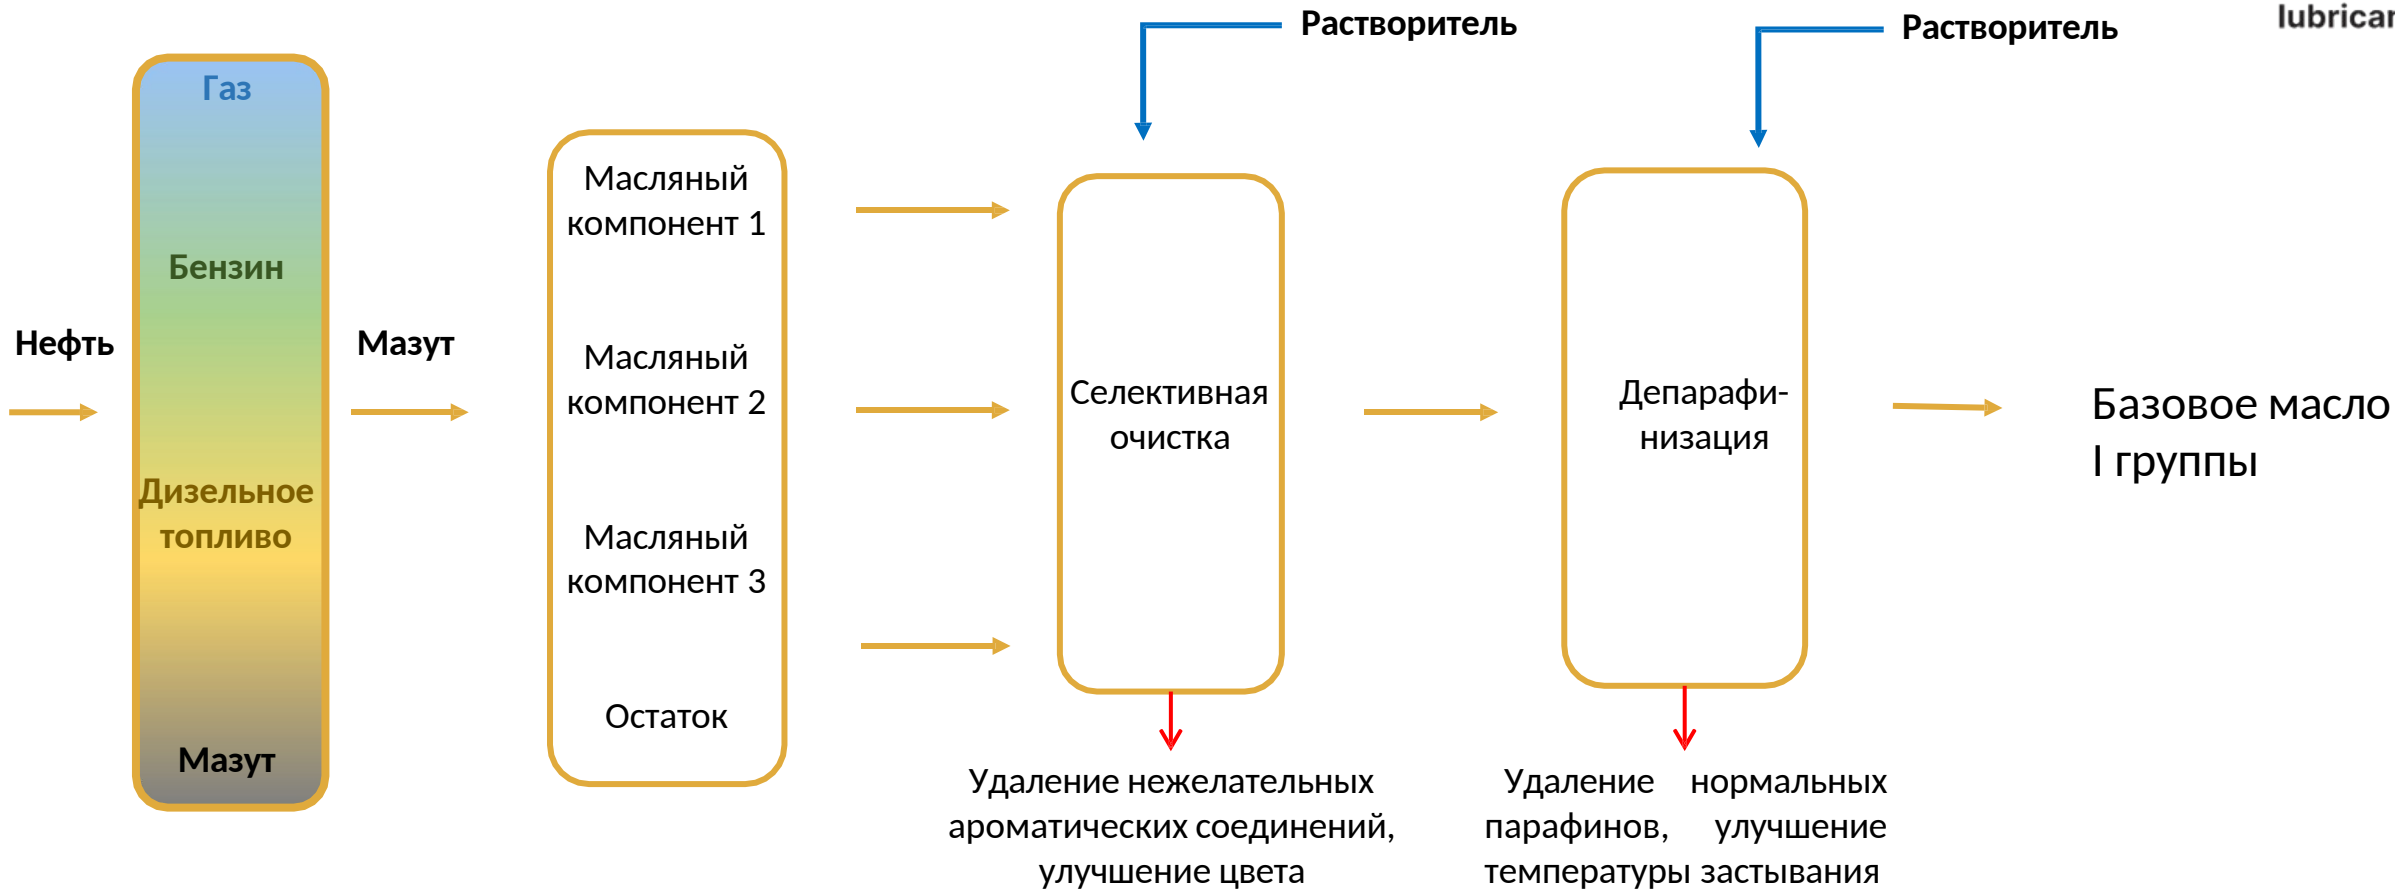 Растворитель
Растворитель
Газ
Бензин
Дизельное
топливо
Мазут
Нефть
Мазут
Масляный
компонент 1
Масляный
компонент 2
Масляный
компонент 3
Остаток
Селективная
очистка
Депарафи-
низация
Базовое масло
I группы
Удаление нежелательных
ароматических соединений,
улучшение цвета
Удаление нормальных
парафинов, улучшение
температуры застывания